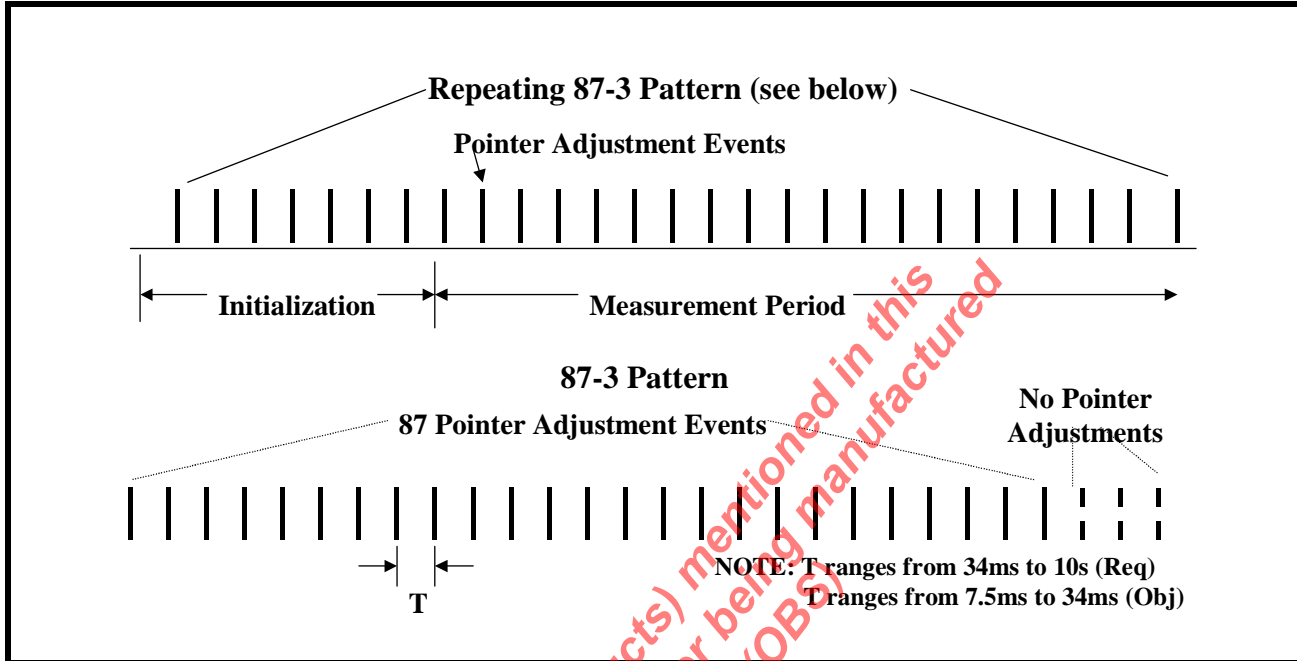 Repeating 87-3 Pattern (see below)
Pointer Adjustment Events
Initialization
Measurement Period
87-3 Pattern
87 Pointer Adjustment Events
No Pointer
Adjustments
T
NOTE: T ranges from 34ms to 10s (Req)
T ranges from 7.5ms to 34ms (Obj)
cts) mentioned in this
r being manufactured
(OBS)